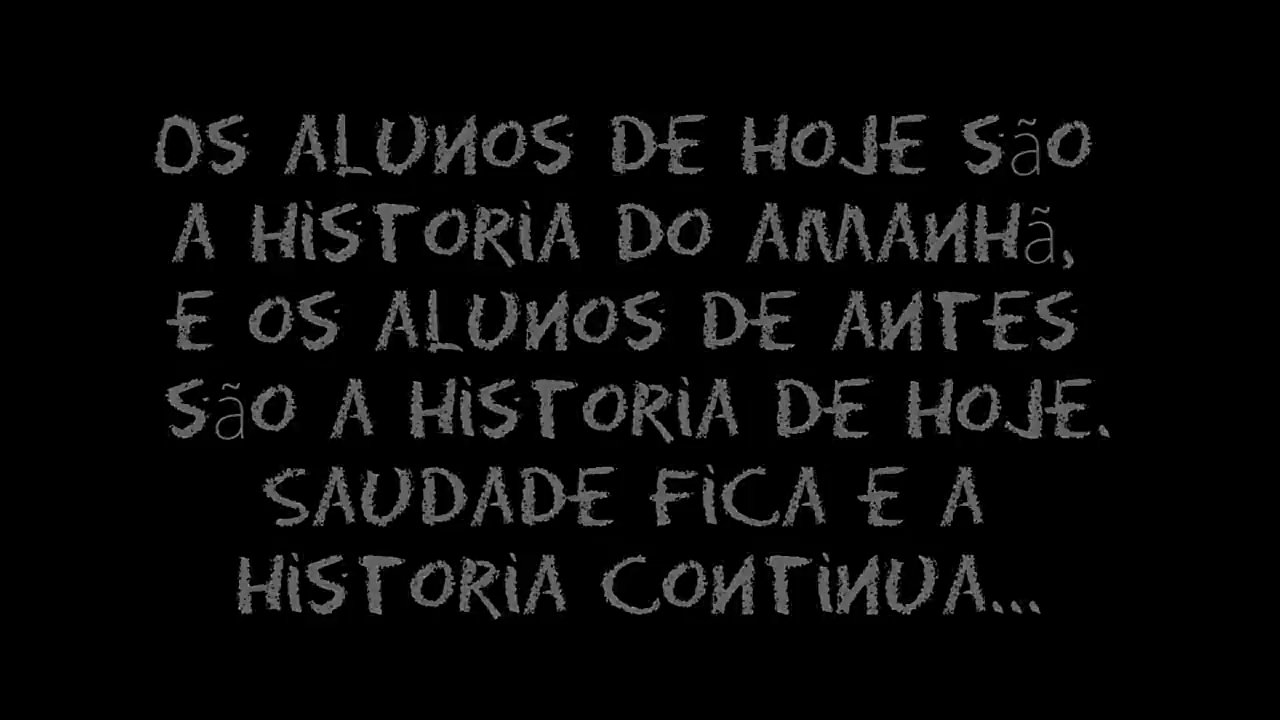 OS ALUNOS DE HOJE SãO
A HiSTORiA DO AMANHã,
E OS ALUNOS DE ANTES
SãO A HiSTORiA DE HOJE.
SAUDADE FiCA E A
HiSTORiA CONTiNUA...